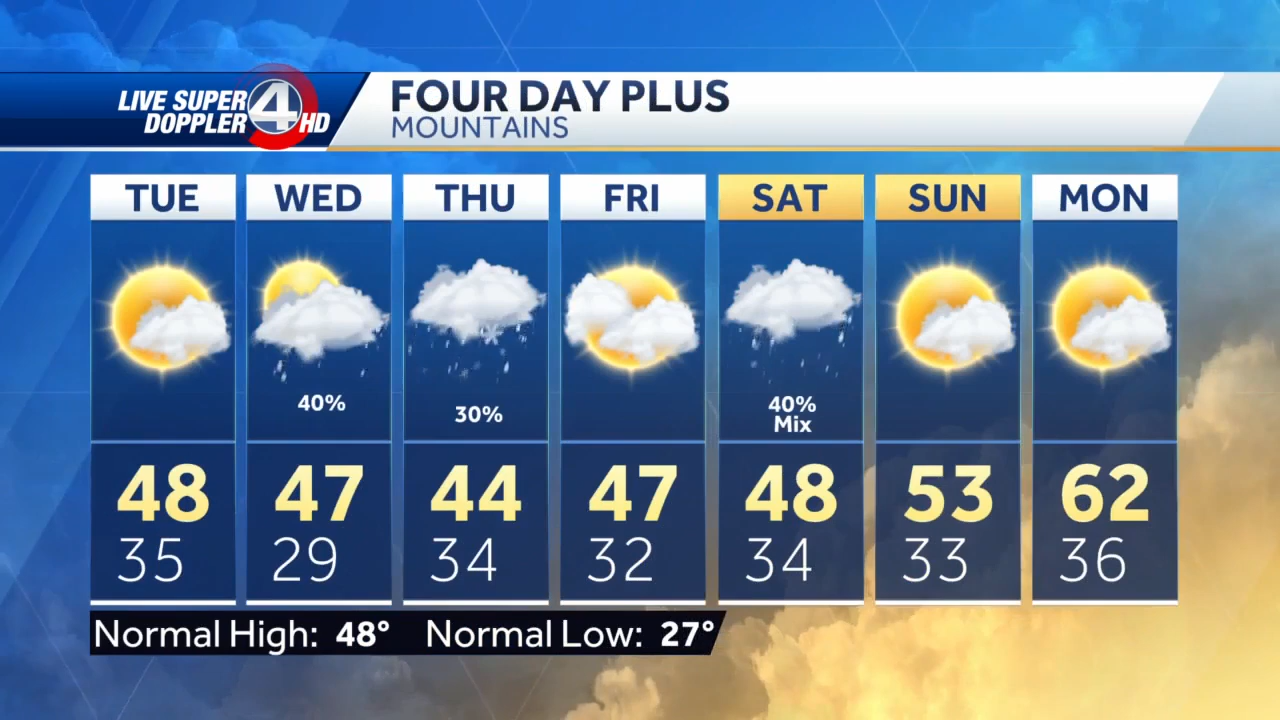 LIVE SUPER
DOPPLER 4 HD
FOUR DAY PLUS
MOUNTAINS
TUE WED THU FRI SAT SUN MON
40% 30% 40%
Mix
48 47 44 47 48 53 62
35 29 34 32 34 33 36
Normal High: 48° Normal Low: 27°